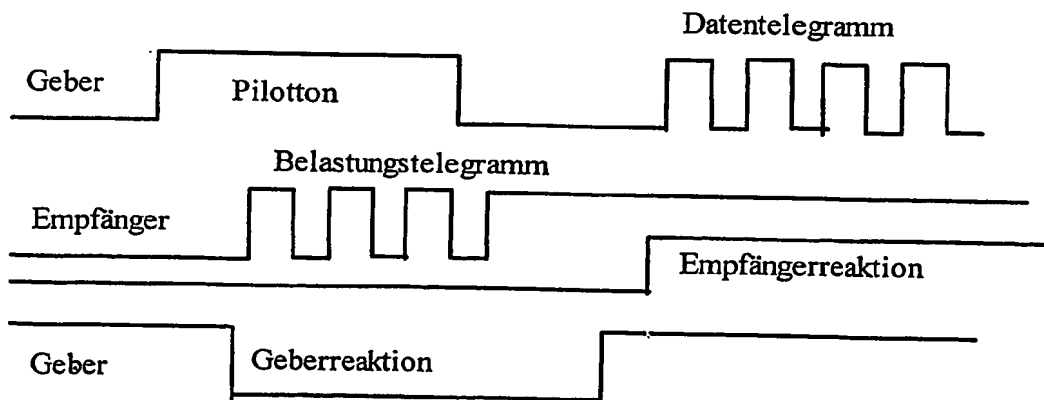 Datentelegramm
Geber
Pilotton
Belastungstelegramm
Empfänger
Empfängerreaktion
Geber
Geberreaktion